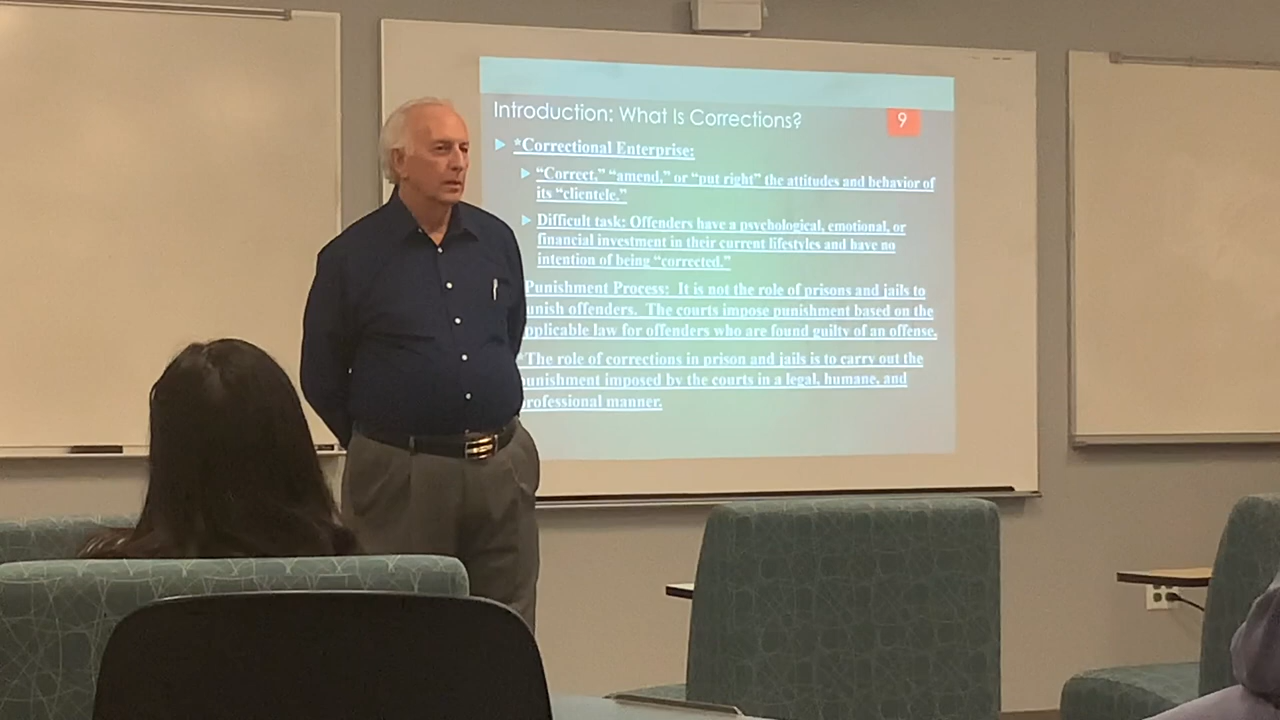 Introduction: What Is Corrections?
9
*Correctional Enterprise:
"Correct," "amend," or "put right" the attitudes and behavior of
its "clientele."
Difficult task: Offenders have a psychological, emotional, or
financial investment in their current lifestyles and have no
intention of being "corrected."
Punishment Process: It is not the role of prisons and jails to
unish offenders. The courts impose punishment based on the
pplicable law for offenders who are found guilty of an offense.
*The role of corrections in prison and jails is to carry out the
unishment imposed by the courts in a legal, humane, and
rofessional manner.